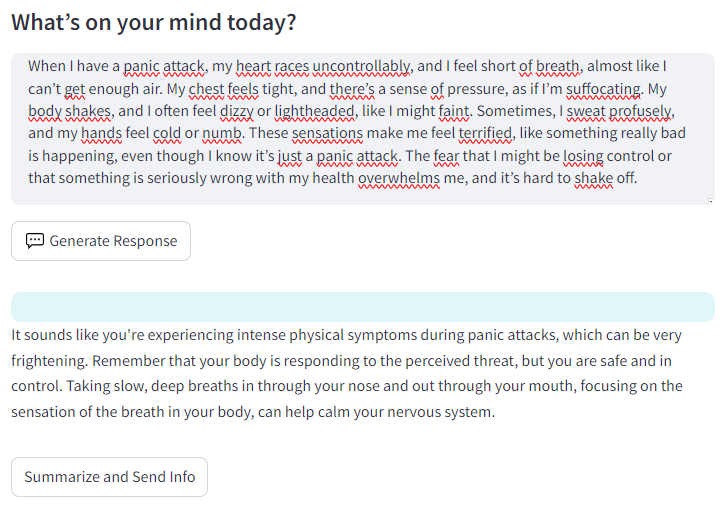 What’s on your mind today?
When I have a panic attack, my heart races uncontrollably, and I feel short of breath, almost like I
can’t get enough air. My chest feels tight, and there’s a sense of pressure, as if I’m suffocating. My
body shakes, and I often feel dizzy or lightheaded, like I might faint. Sometimes, I sweat profusely,
and my hands feel cold or numb. These sensations make me feel terrified, like something really bad
is happening, even though I know it’s just a panic attack. The fear that I might be losing control or
that something is seriously wrong with my health overwhelms me, and it’s hard to shake off.
Generate Response
It sounds like you're experiencing intense physical symptoms during panic attacks, which can be very
frightening. Remember that your body is responding to the perceived threat, but you are safe and in
control. Taking slow, deep breaths in through your nose and out through your mouth, focusing on the
sensation of the breath in your body, can help calm your nervous system.
Summarize and Send Info